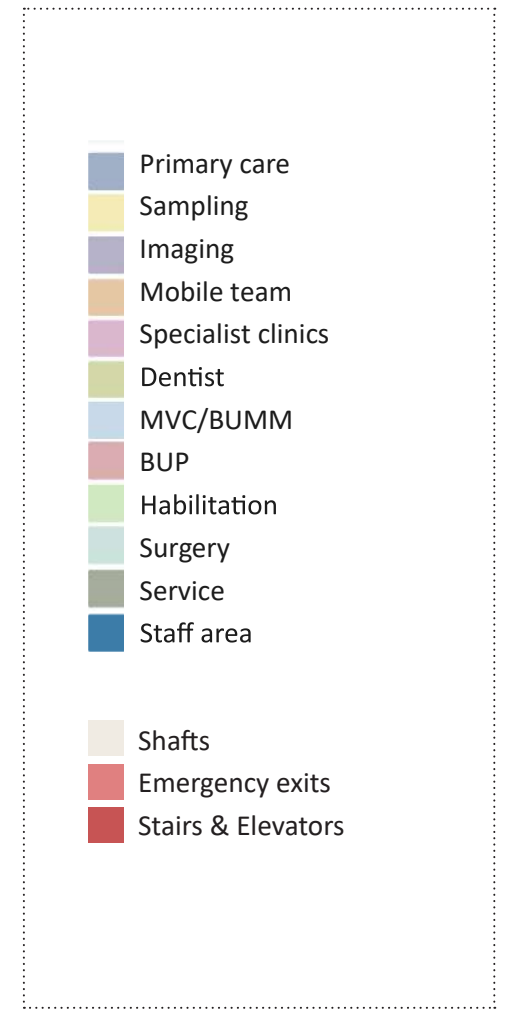 Primary care
Sampling
Imaging
Mobile team
Specialist clinics
Dentist
MVC/BUMM
BUP
Habilitation
Surgery
Service
Staff area
Shafts
Emergency exits
Stairs & Elevators